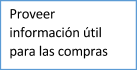 Proveer
información útil
para las compras